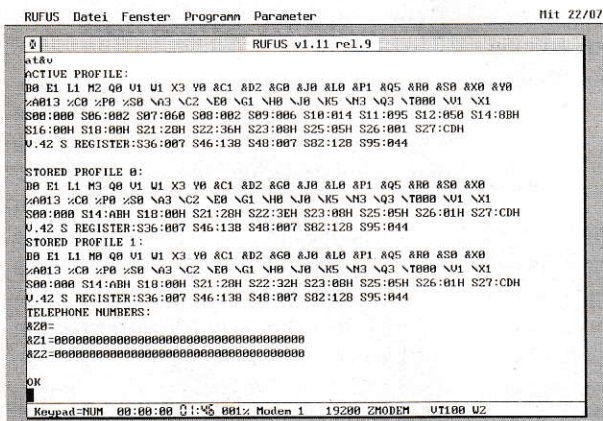 RUFUS Datei Fenster Programm Parameter Mit 22/07
RUFUS v1.11 rel.9
at&v
ACTIVE PROFILE:
B0 E1 L1 M2 Q0 V1 W1 X3 Y0 &C1 &D2 &G0 &J0 &L0 &P1 &Q5 &R0 &S0 &X0 &Y0
%A013 %C0 %P0 %S0 \A3 \C2 \E0 \G1 \H0 \J0 \K5 \N3 \Q3 \T000 \V1 \X1
S00:000 S06:002 S07:060 S08:002 S09:006 S10:014 S11:095 S12:050 S14:8BH
S16:00H S18:00H S21:28H S22:36H S23:08H S25:05H S26:001 S27:CDH
V.42 S REGISTER:S36:007 S46:138 S48:007 S82:128 S95:044
STORED PROFILE 0:
B0 E1 L1 M3 Q0 V1 W1 X3 Y0 &C1 &D2 &G0 &J0 &L0 &P1 &Q5 &R0 &S0 &X0
%A013 %C0 %P0 %S0 \A3 \C2 \E0 \G1 \H0 \J0 \K5 \N3 \Q3 \T000 \V1 \X1
S00:000 S14:ABH S18:00H S21:28H S22:3EH S23:08H S25:05H S26:01H S27:CDH
V.42 S REGISTER:S36:007 S46:138 S48:007 S82:128 S95:044
STORED PROFILE 1:
B0 E1 L1 M2 Q0 V1 W1 X3 Y0 &C1 &D2 &G0 &J0 &L0 &P1 &Q5 &R0 &S0 &X0
%A013 %C0 %P0 %S0 \A3 \C2 \E0 \G1 \H0 \J0 \K5 \N3 \Q3 \T000 \V1 \X1
S00:000 S14:ABH S18:00H S21:28H S22:32H S23:08H S25:05H S26:01H S27:CDH
V.42 S REGISTER:S36:007 S46:138 S48:007 S82:128 S95:044
TELEPHONE NUMBERS:
&Z0=
&Z1=000000000000000000000000000000000000
&Z2=000000000000000000000000000000000000
OK
Keypad=NUM 00:00:00 01:46 001% Modem 1 19200 ZMODEM VT100 W2